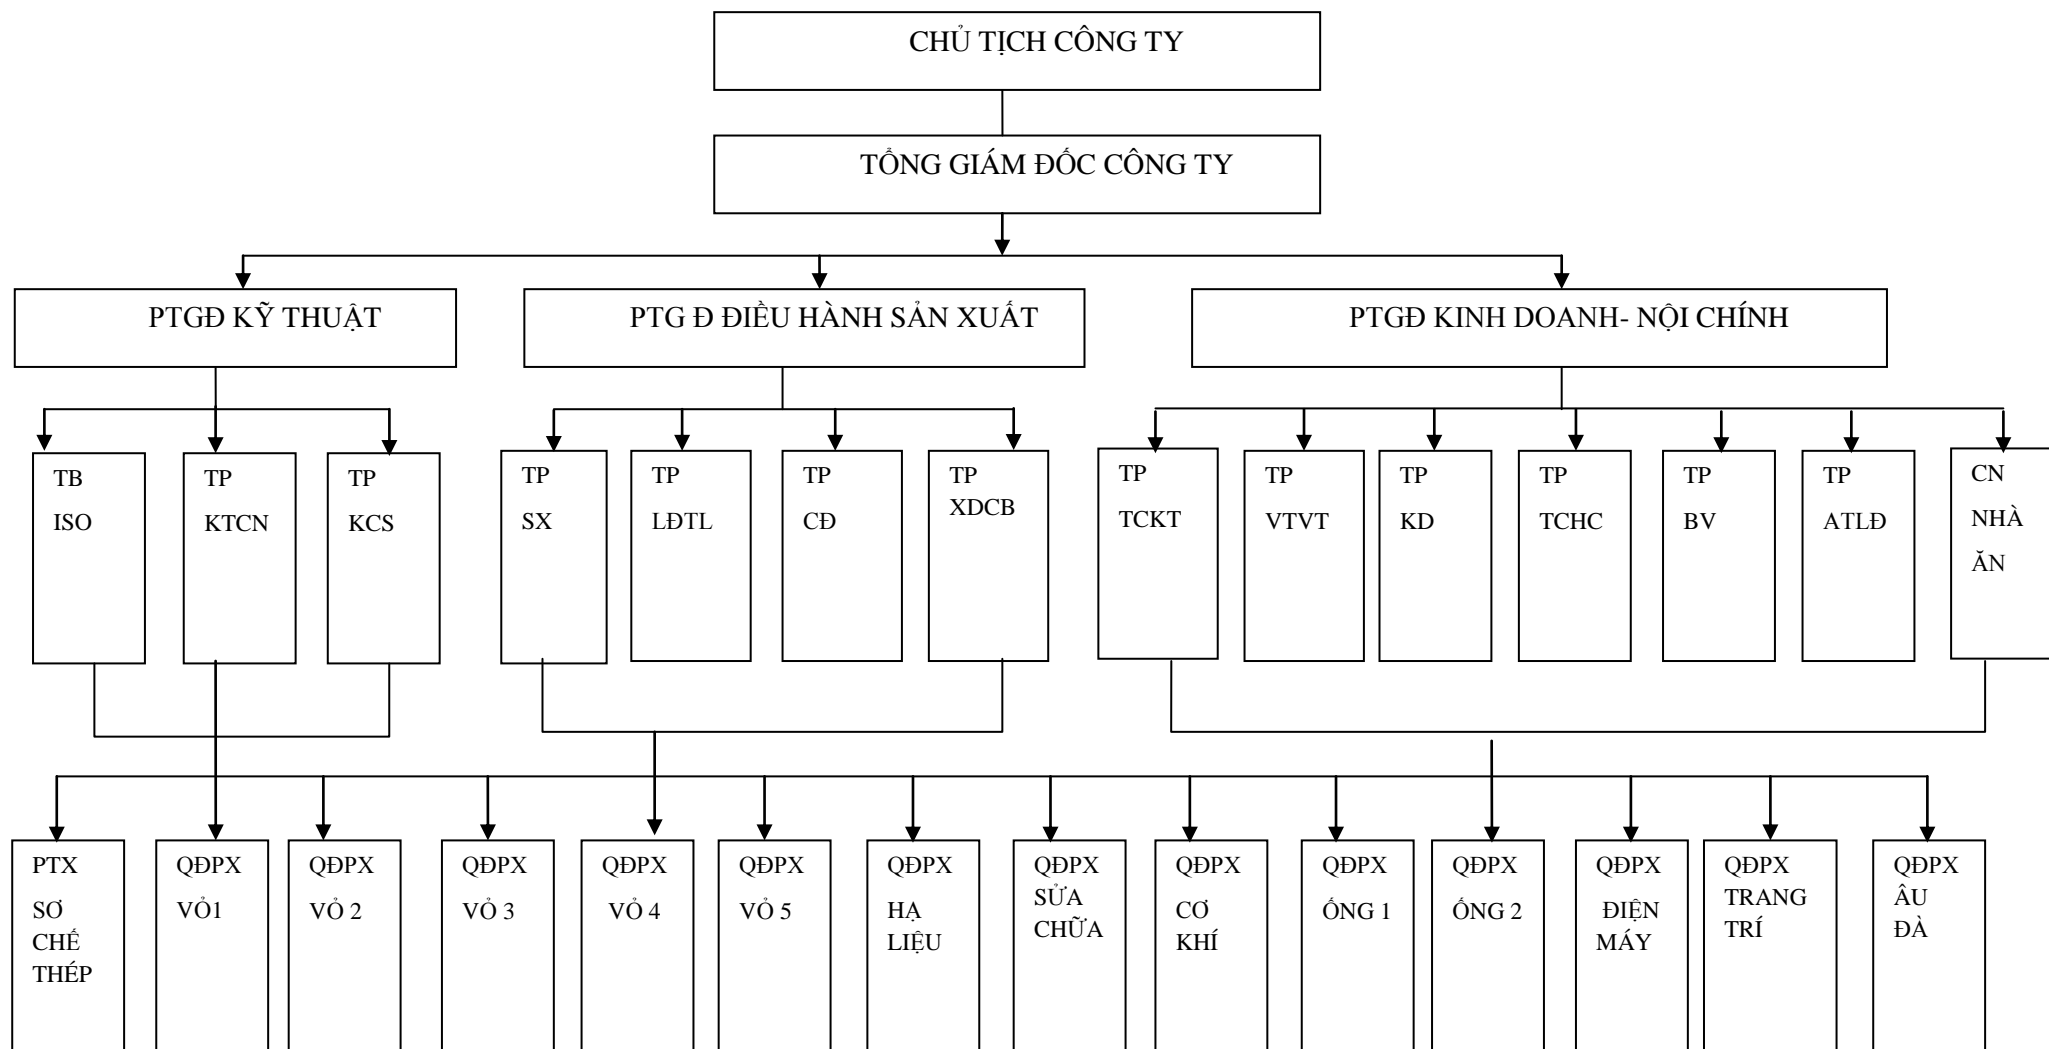 CHỦ TỊCH CÔNG TY
TỔNG GIÁM ĐỐC CÔNG TY
PTGĐ KỸ THUẬT
PTG Đ ĐIỀU HÀNH SẢN XUẤT
PTGĐ KINH DOANH- NỘI CHÍNH
TB
ISO
TP
KTCN
TP
KCS
TP
SX
TP
LĐTL
TP
CĐ
TP
XDCB
TP
TCKT
TP
VTVT
TP
KD
TP
TCHC
TP
BV
TP
ATLĐ
CN
NHÀ
ĂN
PTX
SƠ
CHẾ
THÉP
QĐPX
VỎ1
QĐPX
VỎ 2
QĐPX
VỎ 3
QĐPX
VỎ 4
QĐPX
VỎ 5
QĐPX
HẠ
LIỆU
QĐPX
SỬA
CHỮA
QĐPX
CƠ
KHÍ
QĐPX
ỐNG 1
QĐPX
ỐNG 2
QĐPX
ĐIỆN
MÁY
QĐPX
TRANG
TRÍ
QĐPX
ÂU
ĐÀ